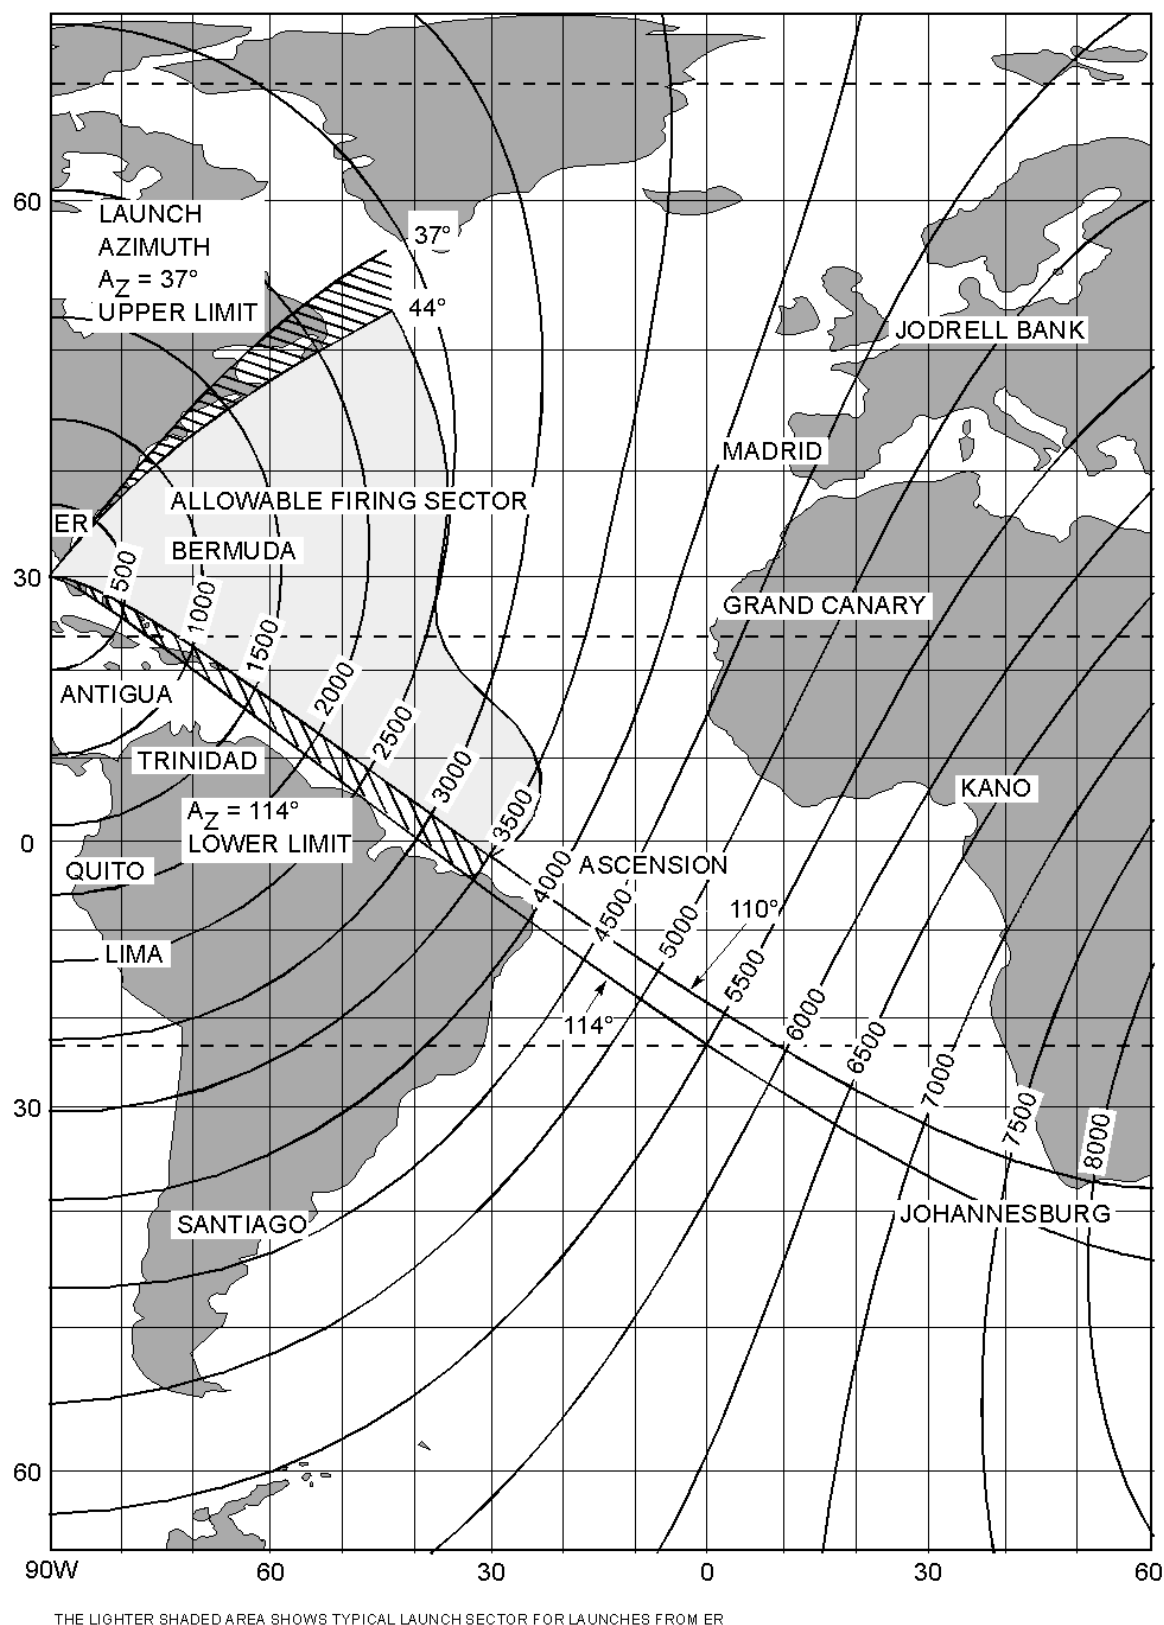 60
LAUNCH
AZIMUTH
A_Z = 37°
UPPER LIMIT
37°
44°
JODRELL BANK
MADRID
ALLOWABLE FIRING SECTOR
ER
BERMUDA
30
500
1000
1500
2000
2500
3000
3500
4000
4500
5000
5500
6000
6500
7000
7500
8000
GRAND CANARY
ANTIGUA
TRINIDAD
KANO
A_Z = 114°
LOWER LIMIT
0
QUITO
ASCENSION
110°
LIMA
114°
30
SANTIAGO
JOHANNESBURG
60
90W
60
30
0
30
60
THE LIGHTER SHADED AREA SHOWS TYPICAL LAUNCH SECTOR FOR LAUNCHES FROM ER